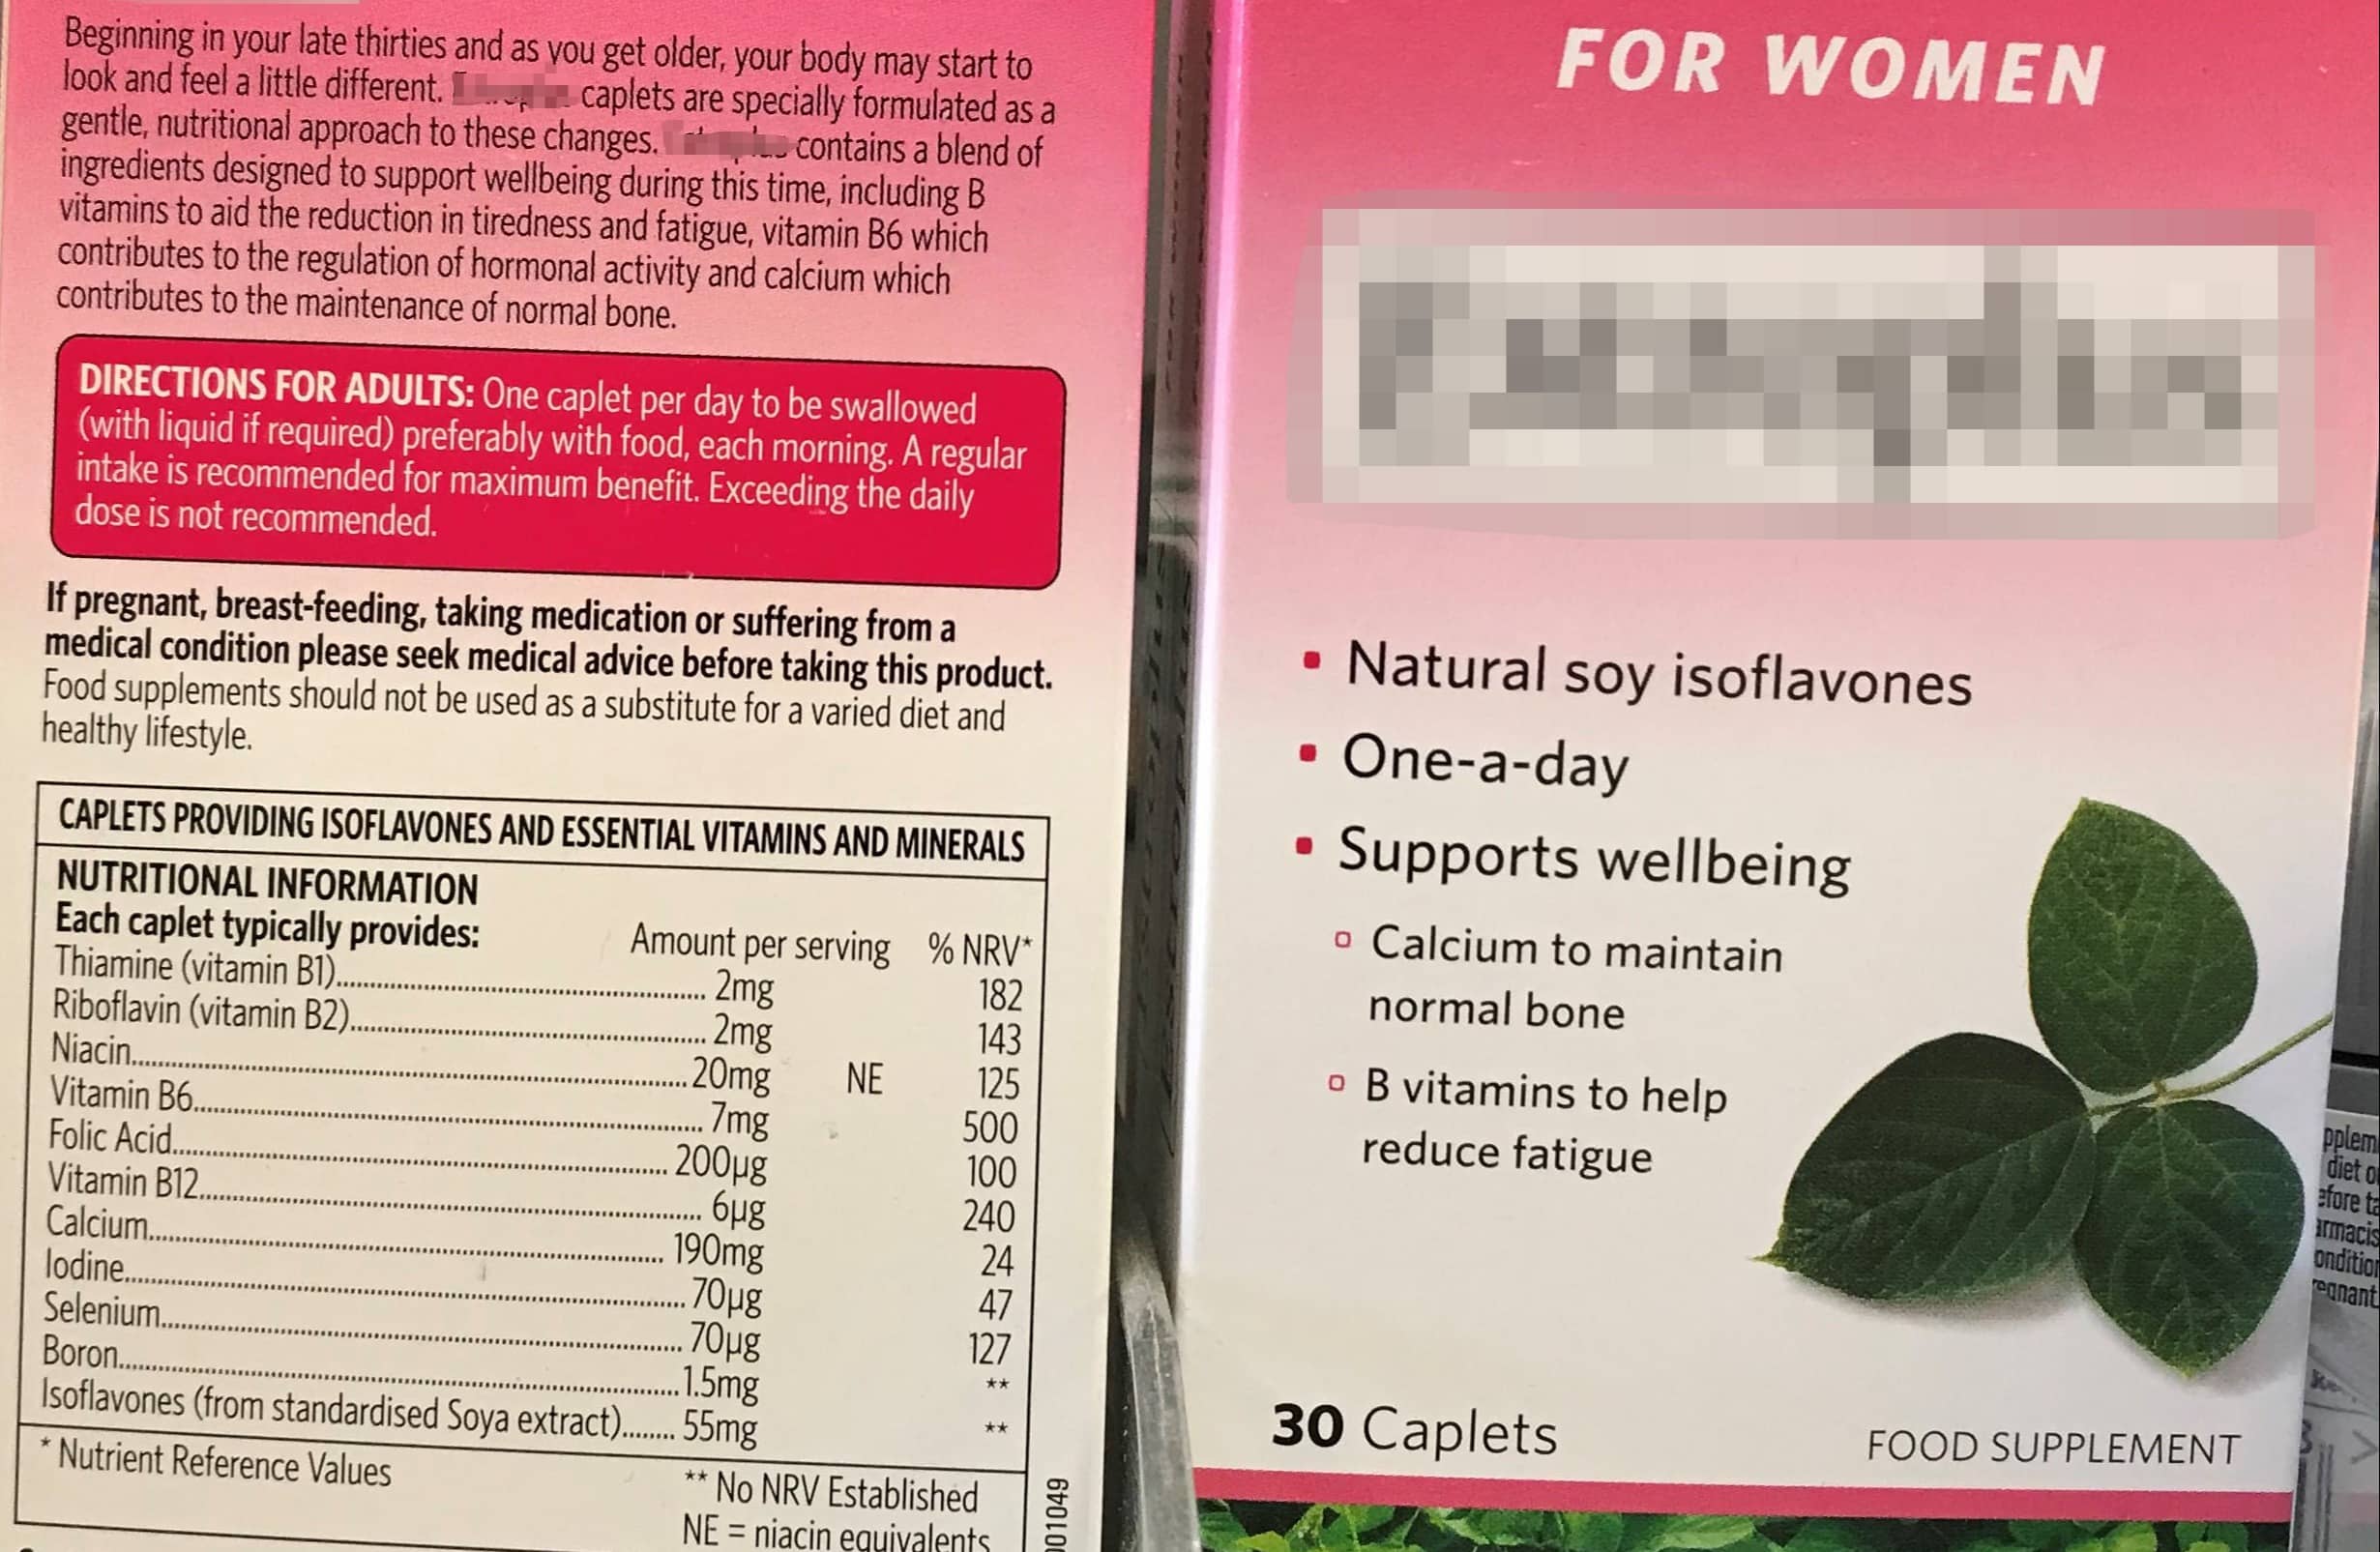 Beginning in your late thirties and as you get older, your body may start to
look and feel a little different. caplets are specially formulated as a
gentle, nutritional approach to these changes. contains a blend of
ingredients designed to support wellbeing during this time, including B
vitamins to aid the reduction in tiredness and fatigue, vitamin B6 which
contributes to the regulation of hormonal activity and calcium which
contributes to the maintenance of normal bone.
DIRECTIONS FOR ADULTS: One caplet per day to be swallowed
(with liquid if required) preferably with food, each morning. A regular
intake is recommended for maximum benefit. Exceeding the daily
dose is not recommended.
If pregnant, breast-feeding, taking medication or suffering from a
medical condition please seek medical advice before taking this product.
Food supplements should not be used as a substitute for a varied diet and
healthy lifestyle.
CAPLETS PROVIDING ISOFLAVONES AND ESSENTIAL VITAMINS AND MINERALS
NUTRITIONAL INFORMATION
Each caplet typically provides: Amount per serving % NRV*
Thiamine (vitamin B1)........ 2mg 182
Riboflavin (vitamin B2)........ 2mg 143
Niacin........ 20mg NE 125
Vitamin B6........ 7mg 500
Folic Acid........ 200µg 100
Vitamin B12........ 6µg 240
Calcium........ 190mg 24
Iodine........ 70µg 47
Selenium........ 70µg 127
Boron........ 1.5mg **
Isoflavones (from standardised Soya extract)........ 55mg **
* Nutrient Reference Values ** No NRV Established
NE = niacin equivalents
01049
FOR WOMEN
▪ Natural soy isoflavones
▪ One-a-day
▪ Supports wellbeing
▫ Calcium to maintain
normal bone
▫ B vitamins to help
reduce fatigue
30 Caplets
FOOD SUPPLEMENT
diet